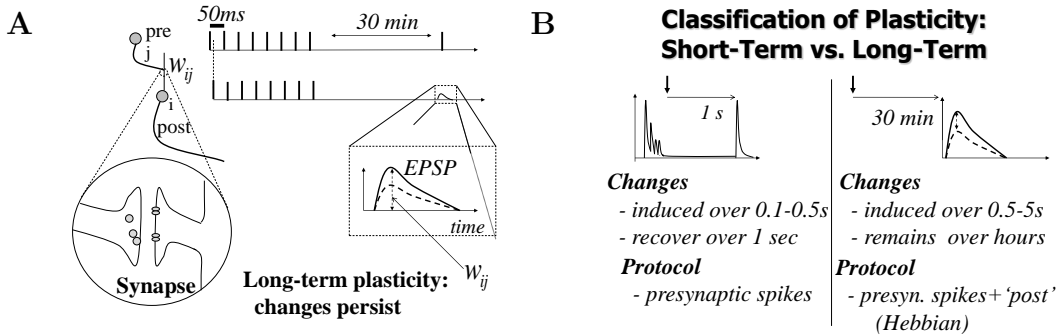 A
50ms
30 min
pre
j
w_ij
i
post
EPSP
time
w_ij
Synapse
Long-term plasticity:
changes persist
B
Classification of Plasticity:
Short-Term vs. Long-Term
1 s
Changes
- induced over 0.1-0.5s
- recover over 1 sec
Protocol
- presynaptic spikes
30 min
Changes
- induced over 0.5-5s
- remains over hours
Protocol
- presyn. spikes+‘post’
(Hebbian)